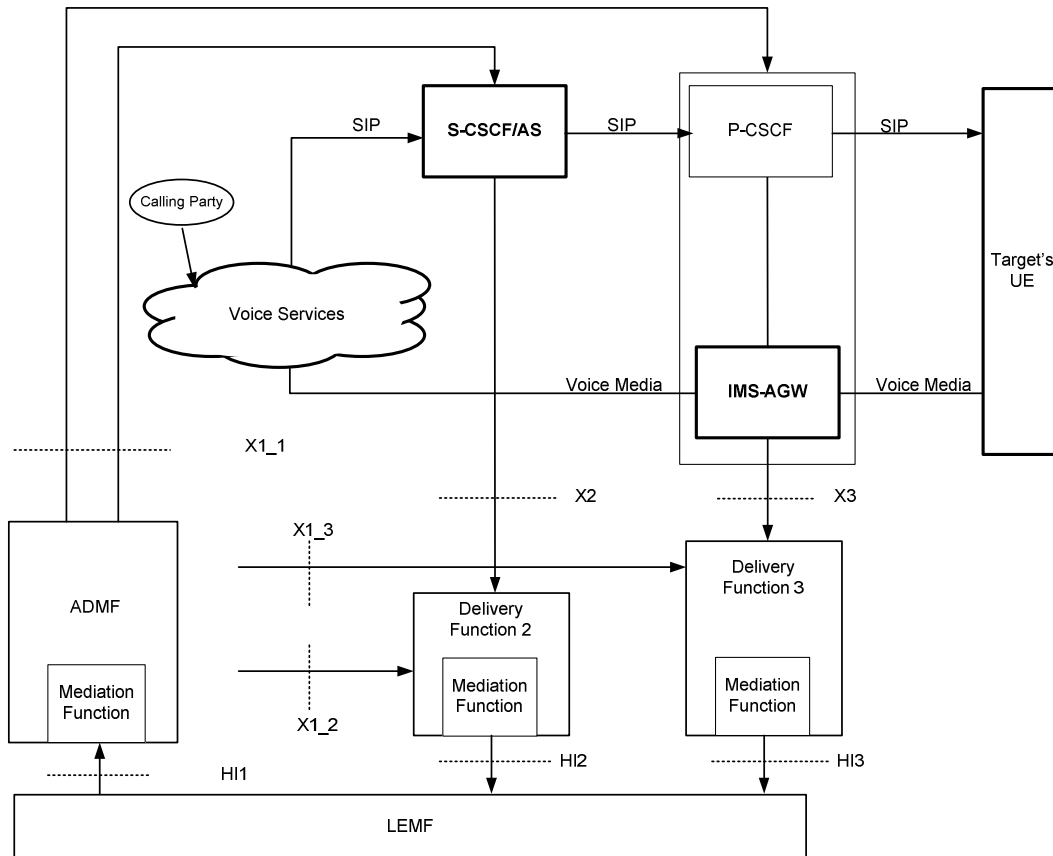 SIP
S-CSCF/AS
SIP
P-CSCF
SIP
Calling Party
Voice Services
Target's
UE
Voice Media
IMS-AGW
Voice Media
X1_1
X2
X3
X1_3
ADMF
Delivery
Function 3
Delivery
Function 2
Mediation
Function
Mediation
Function
Mediation
Function
X1_2
HI1
HI2
HI3
LEMF